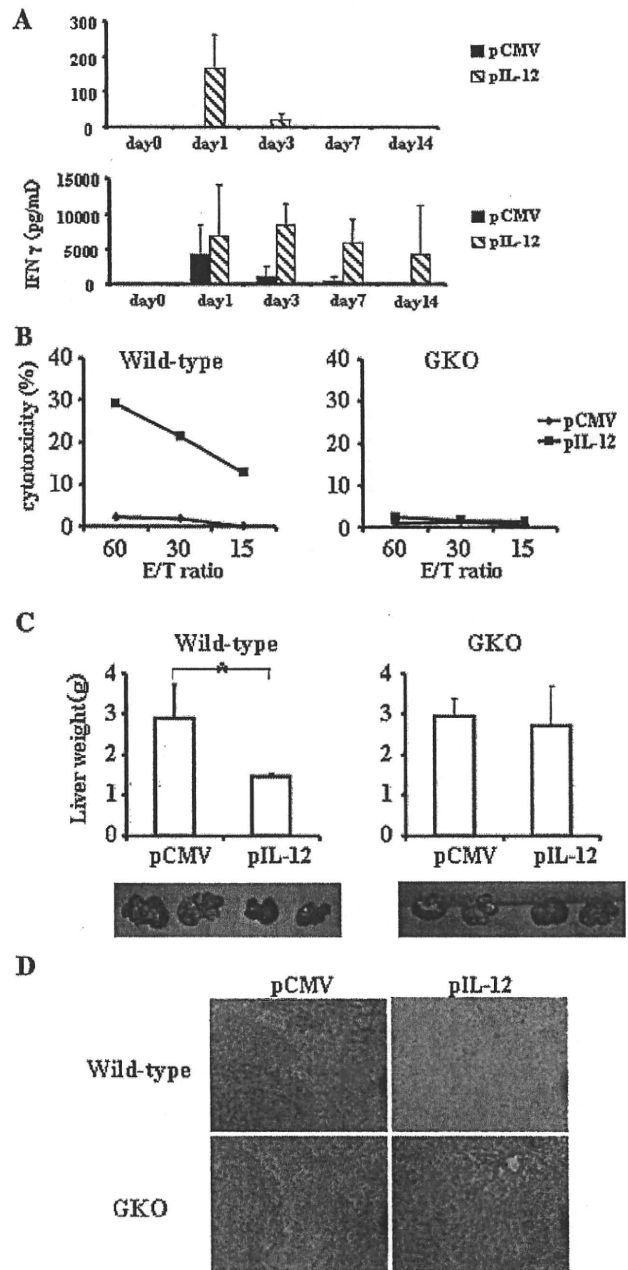 A
300
200
100
0
day0 day1 day3 day7 day14
pCMV
pIL-12
IFN γ (pg/ml)
15000
10000
5000
0
day0 day1 day3 day7 day14
pCMV
pIL-12
B
Wild-type
cytotoxicity (%)
40
30
20
10
0
60 30 15
E/T ratio
GKO
40
30
20
10
0
60 30 15
E/T ratio
pCMV
pIL-12
C
Wild-type
*
Liver weight(g)
4
3
2
1
0
pCMV pIL-12
GKO
4
3
2
1
0
pCMV pIL-12
D
pCMV pIL-12
Wild-type
GKO